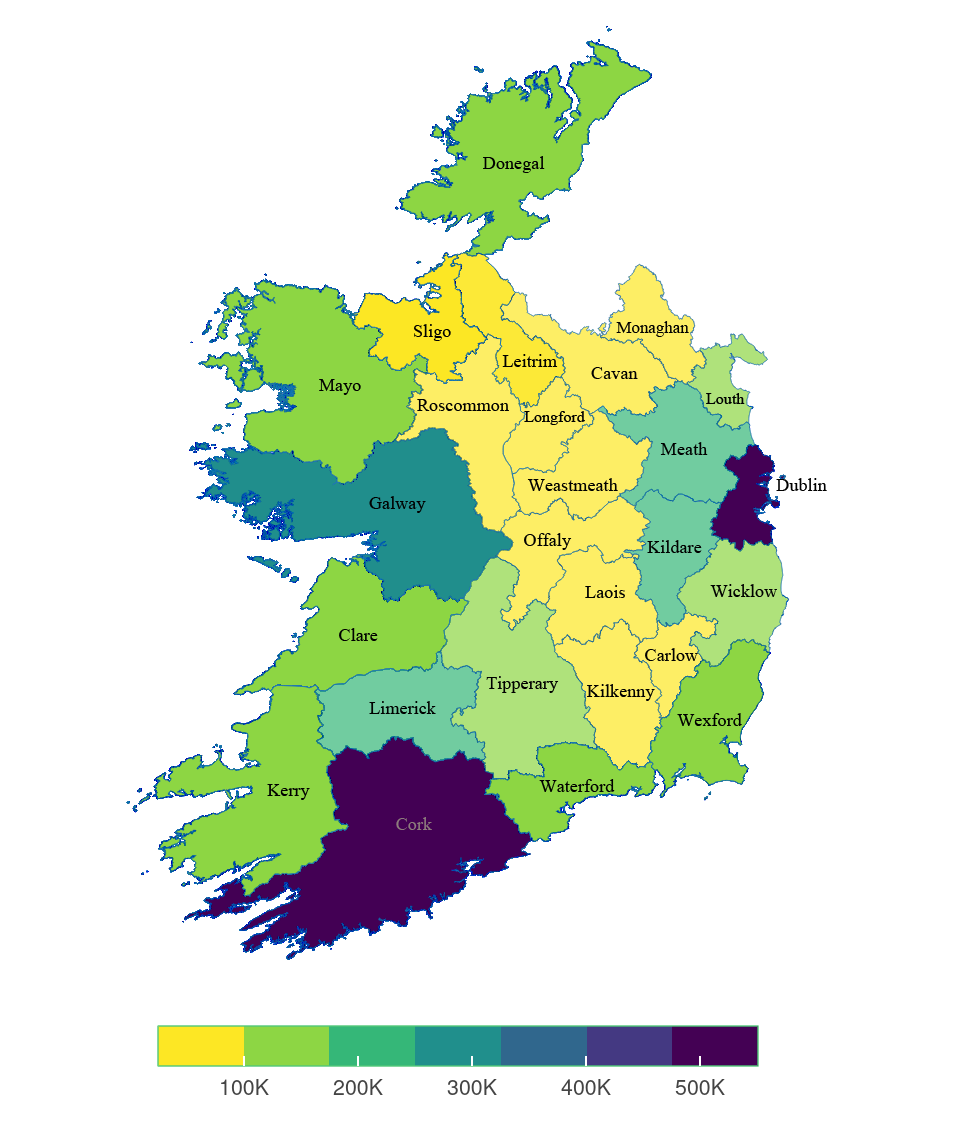 Donegal
Monaghan
Sligo
Leitrim
Cavan
Mayo
Roscommon
Longford
Louth
Meath
Weastmeath
Dublin
Galway
Offaly
Kildare
Laois
Wicklow
Clare
Carlow
Tipperary
Kilkenny
Limerick
Wexford
Kerry
Waterford
Cork
100K 200K 300K 400K 500K